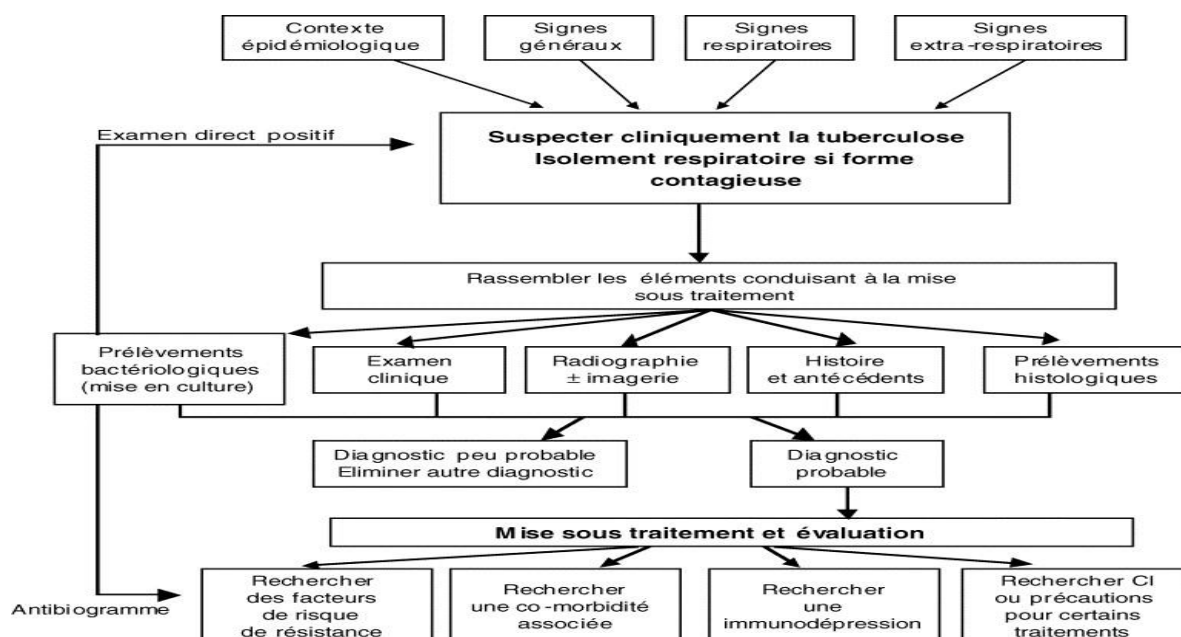 Contexte
épidémiologique
Signes
généraux
Signes
respiratoires
Signes
extra-respiratoires
Examen direct positif
Suspecter cliniquement la tuberculose
Isolement respiratoire si forme
contagieuse
Rassembler les éléments conduisant à la mise
sous traitement
Prélèvements
bactériologiques
(mise en culture)
Examen
clinique
Radiographie
± imagerie
Histoire
et antécédents
Prélèvements
histologiques
Diagnostic peu probable
Eliminer autre diagnostic
Diagnostic
probable
Mise sous traitement et évaluation
Antibiogramme
Rechercher
des facteurs
de risque
de résistance
Rechercher
une co-morbidité
associée
Rechercher
une
immunodépression
Rechercher CI
ou précautions
pour certains
traitements